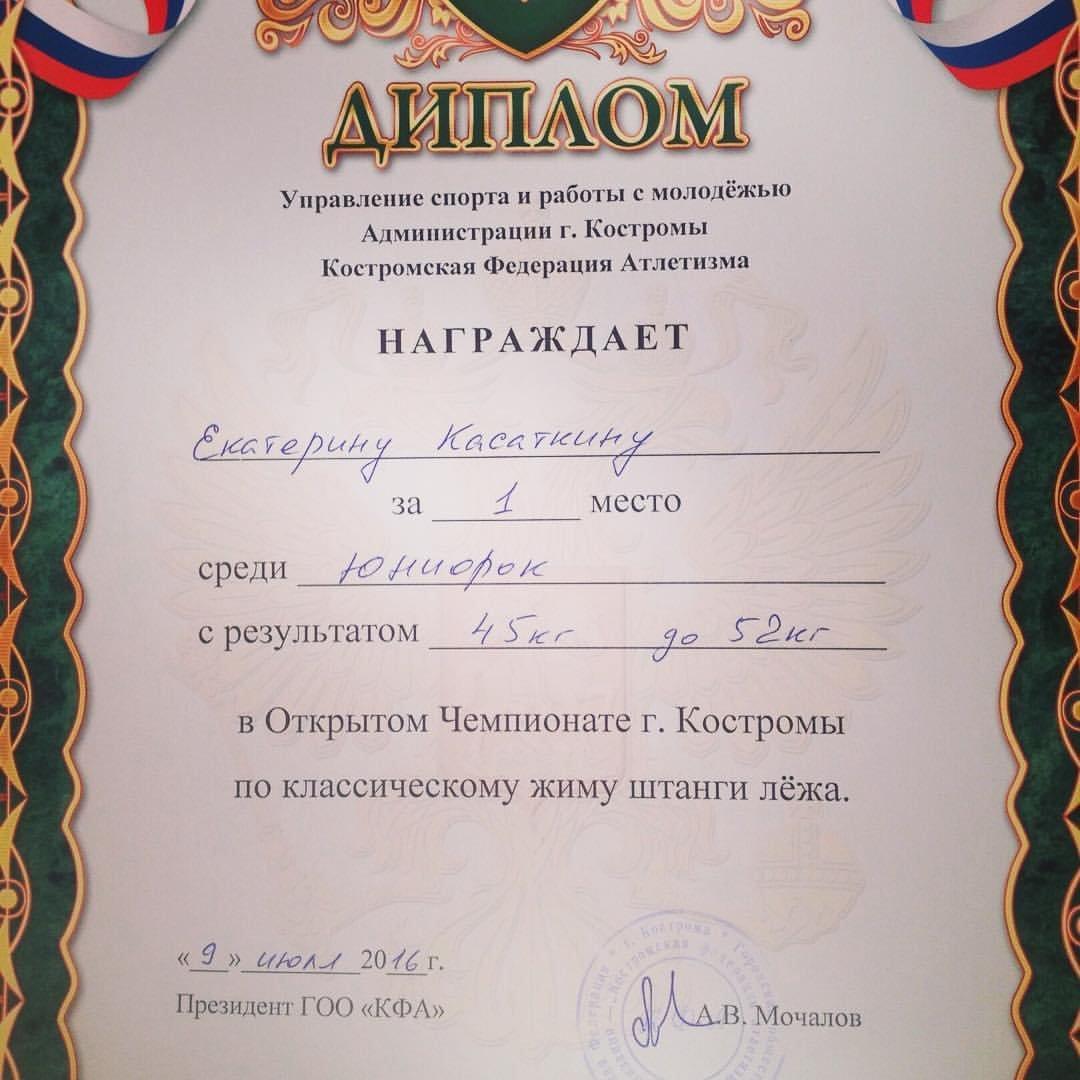 ДИПЛОМ
Управление спорта и работы с молодёжью
Администрации г. Костромы
Костромская Федерация Атлетизма
НАГРАЖДАЕТ
Екатерину Касаткину
за 1 место
среди юниорок
с результатом 45кг до 52кг
в Открытом Чемпионате г. Костромы
по классическому жиму штанги лёжа.
«9» июля 2016 г.
Президент ГОО «КФА» А.В. Мочалов